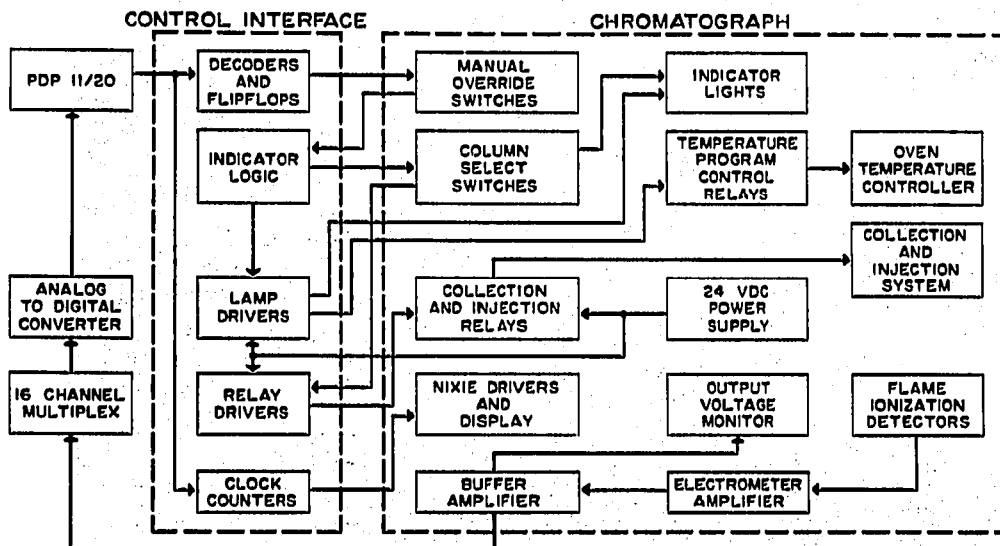 CONTROL INTERFACE
CHROMATOGRAPH
PDP 11/20
DECODERS
AND
FLIPFLOPS
MANUAL
OVERRIDE
SWITCHES
INDICATOR
LIGHTS
INDICATOR
LOGIC
COLUMN
SELECT
SWITCHES
TEMPERATURE
PROGRAM
CONTROL
RELAYS
OVEN
TEMPERATURE
CONTROLLER
COLLECTION
AND
INJECTION
SYSTEM
ANALOG
TO DIGITAL
CONVERTER
LAMP
DRIVERS
COLLECTION
AND INJECTION
RELAYS
24 VDC
POWER
SUPPLY
16 CHANNEL
MULTIPLEX
RELAY
DRIVERS
NIXIE DRIVERS
AND
DISPLAY
OUTPUT
VOLTAGE
MONITOR
FLAME
IONIZATION
DETECTORS
CLOCK
COUNTERS
BUFFER
AMPLIFIER
ELECTROMETER
AMPLIFIER